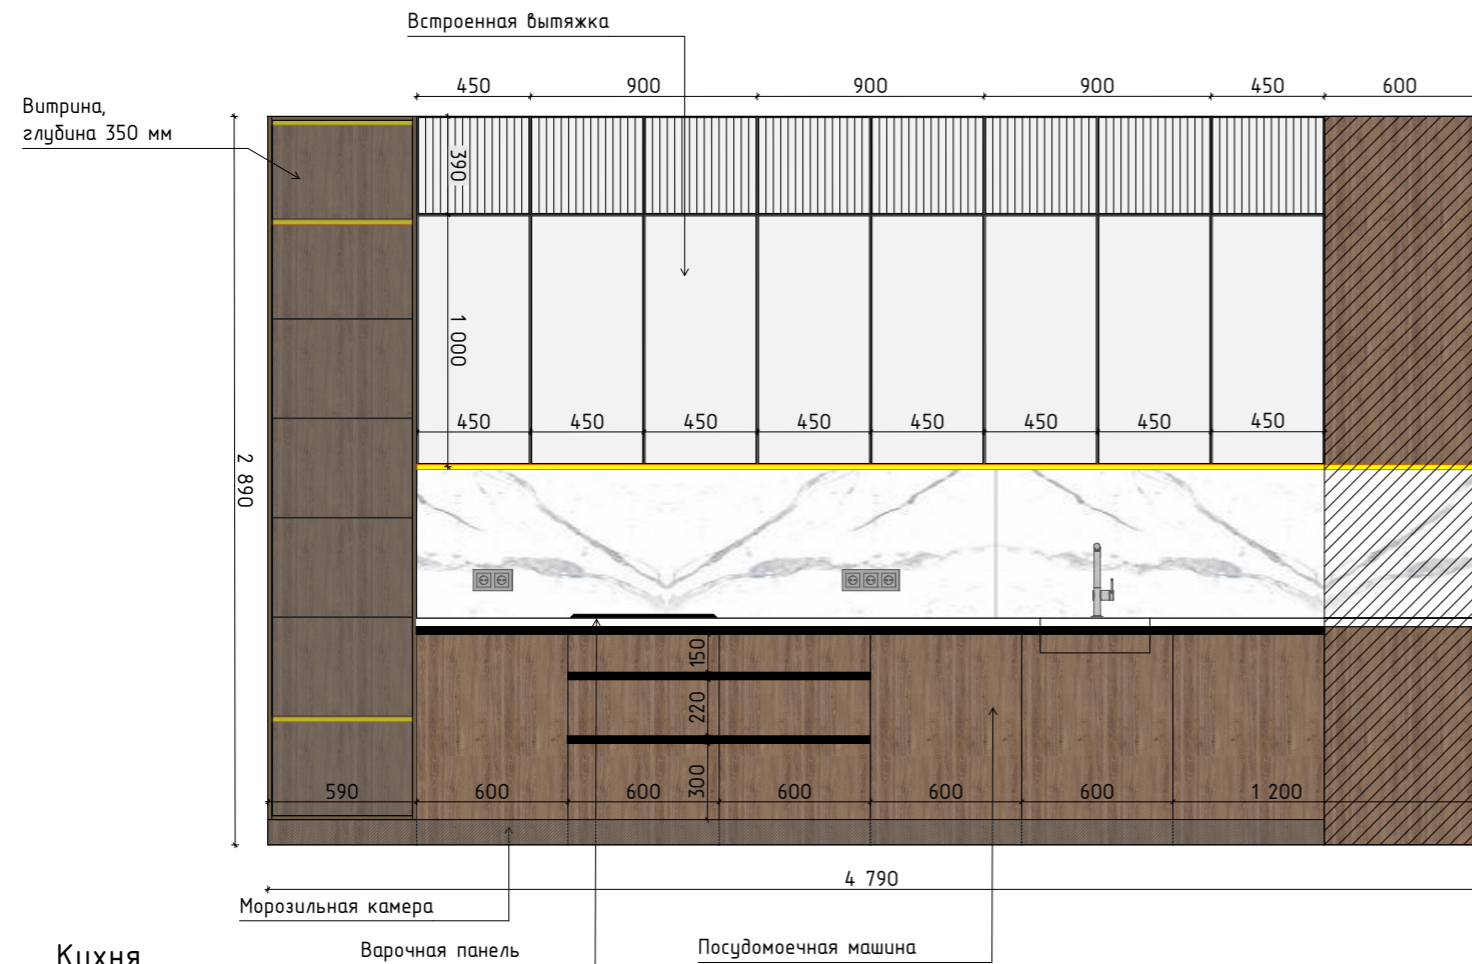 Встроенная вытяжка
450 900 900 900 450 600
Витрина,
глубина 350 мм
390
1 000
450 450 450 450 450 450 450 450
2 890
150
220
300
590 600 600 600 600 600 1 200
4 790
Морозильная камера
Варочная панель
Посудомоечная машина
Кухня